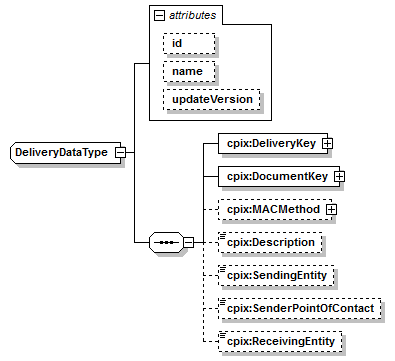 attributes
id
name
updateVersion
DeliveryDataType
cpix:DeliveryKey
cpix:DocumentKey
cpix:MACMethod
cpix:Description
cpix:SendingEntity
cpix:SenderPointOfContact
cpix:ReceivingEntity